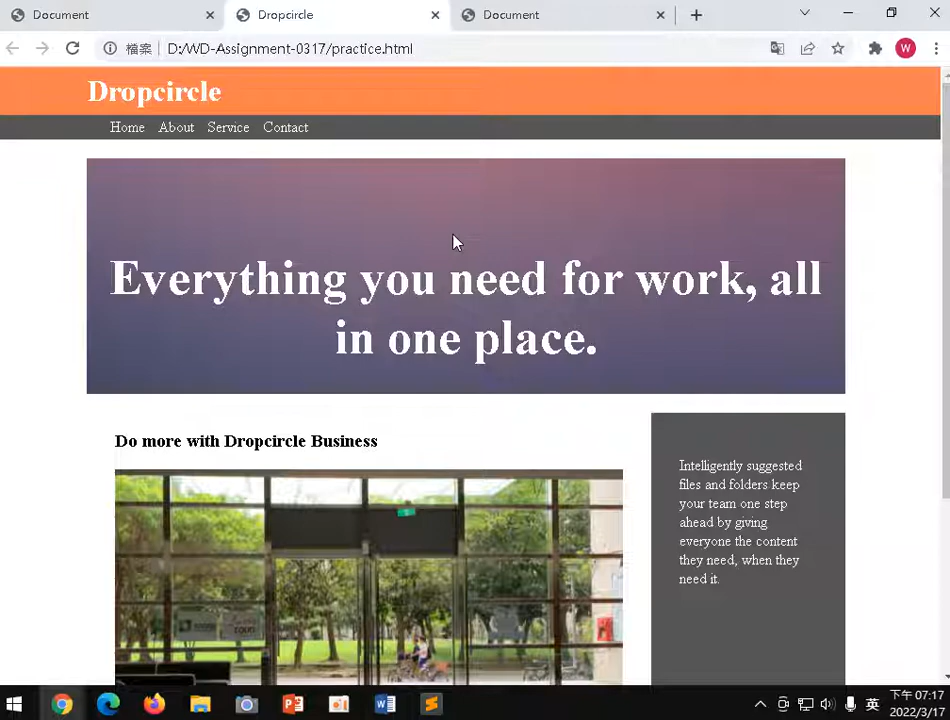 Document
Dropcircle
Document
檔案 D:/WD-Assignment-0317/practice.html
W
Dropcircle
Home About Service Contact
Everything you need for work, all
in one place.
Do more with Dropcircle Business
Intelligently suggested
files and folders keep
your team one step
ahead by giving
everyone the content
they need, when they
need it.
英
下午 07:17
2022/3/17